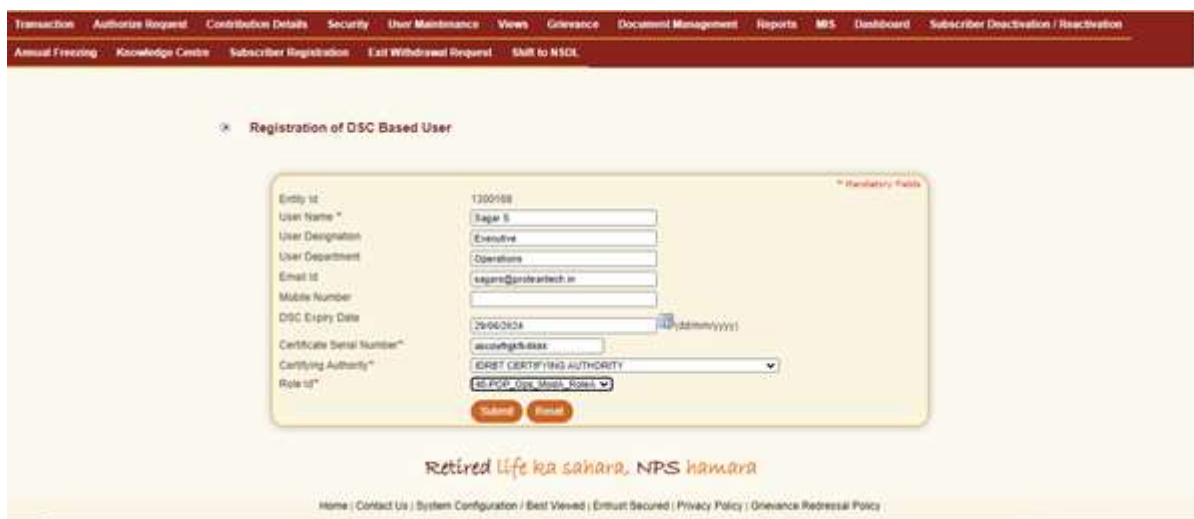 Transaction Authorize Request Contribution Details Security User Maintenance Views Grievance Document Management Reports MIS Dashboard Subscriber Deactivation / Reactivation
Annual Freezing Knowledge Centre Subscriber Registration Exit Withdrawal Request Shift to NSDL
Registration of DSC Based User
* Mandatory Fields
Entity Id 1300168
User Name * Sagar S
User Designation Executive
User Department Operations
Email Id sagars@proteantech.in
Mobile Number
DSC Expiry Date 29/06/2024 (dd/mm/yyyy)
Certificate Serial Number*
Certifying Authority* IDRBT CERTIFYING AUTHORITY
Role Id*
Submit Reset
Retired life ka sahara, NPS hamara
Home | Contact Us | System Configuration / Best Viewed | Entrust Secured | Privacy Policy | Grievance Redressal Policy